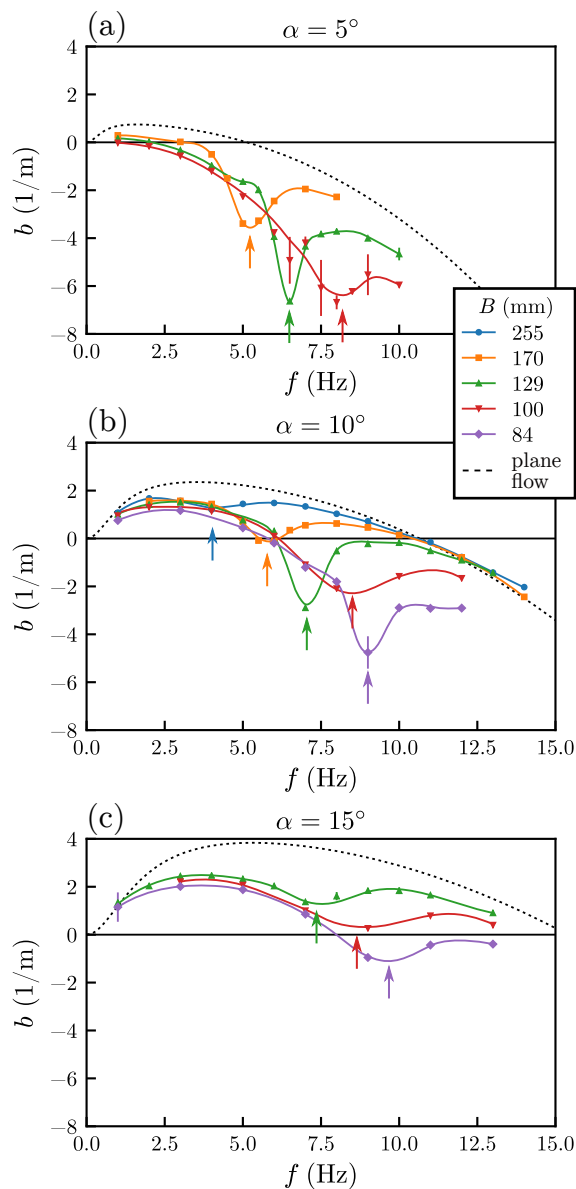 (a)
α = 5°
4
2
0
−2
−4
−6
−8
b (1/m)
0.0 2.5 5.0 7.5 10.0
f (Hz)
B (mm)
255
170
129
100
84
plane
flow
(b)
α = 10°
4
2
0
−2
−4
−6
−8
b (1/m)
0.0 2.5 5.0 7.5 10.0 12.5 15.0
f (Hz)
(c)
α = 15°
4
2
0
−2
−4
−6
−8
b (1/m)
0.0 2.5 5.0 7.5 10.0 12.5 15.0
f (Hz)